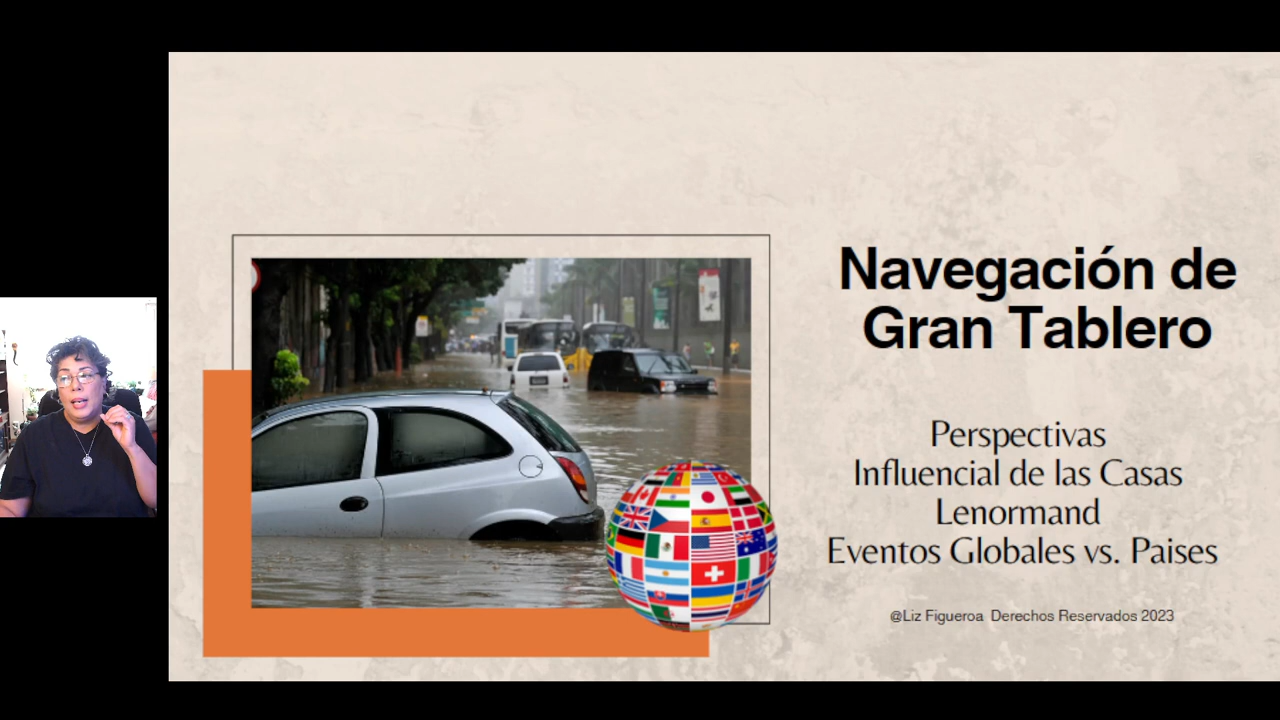 Navegación de
Gran Tablero
Perspectivas
Influencial de las Casas
Lenormand
Eventos Globales vs. Paises
@Liz Figueroa Derechos Reservados 2023